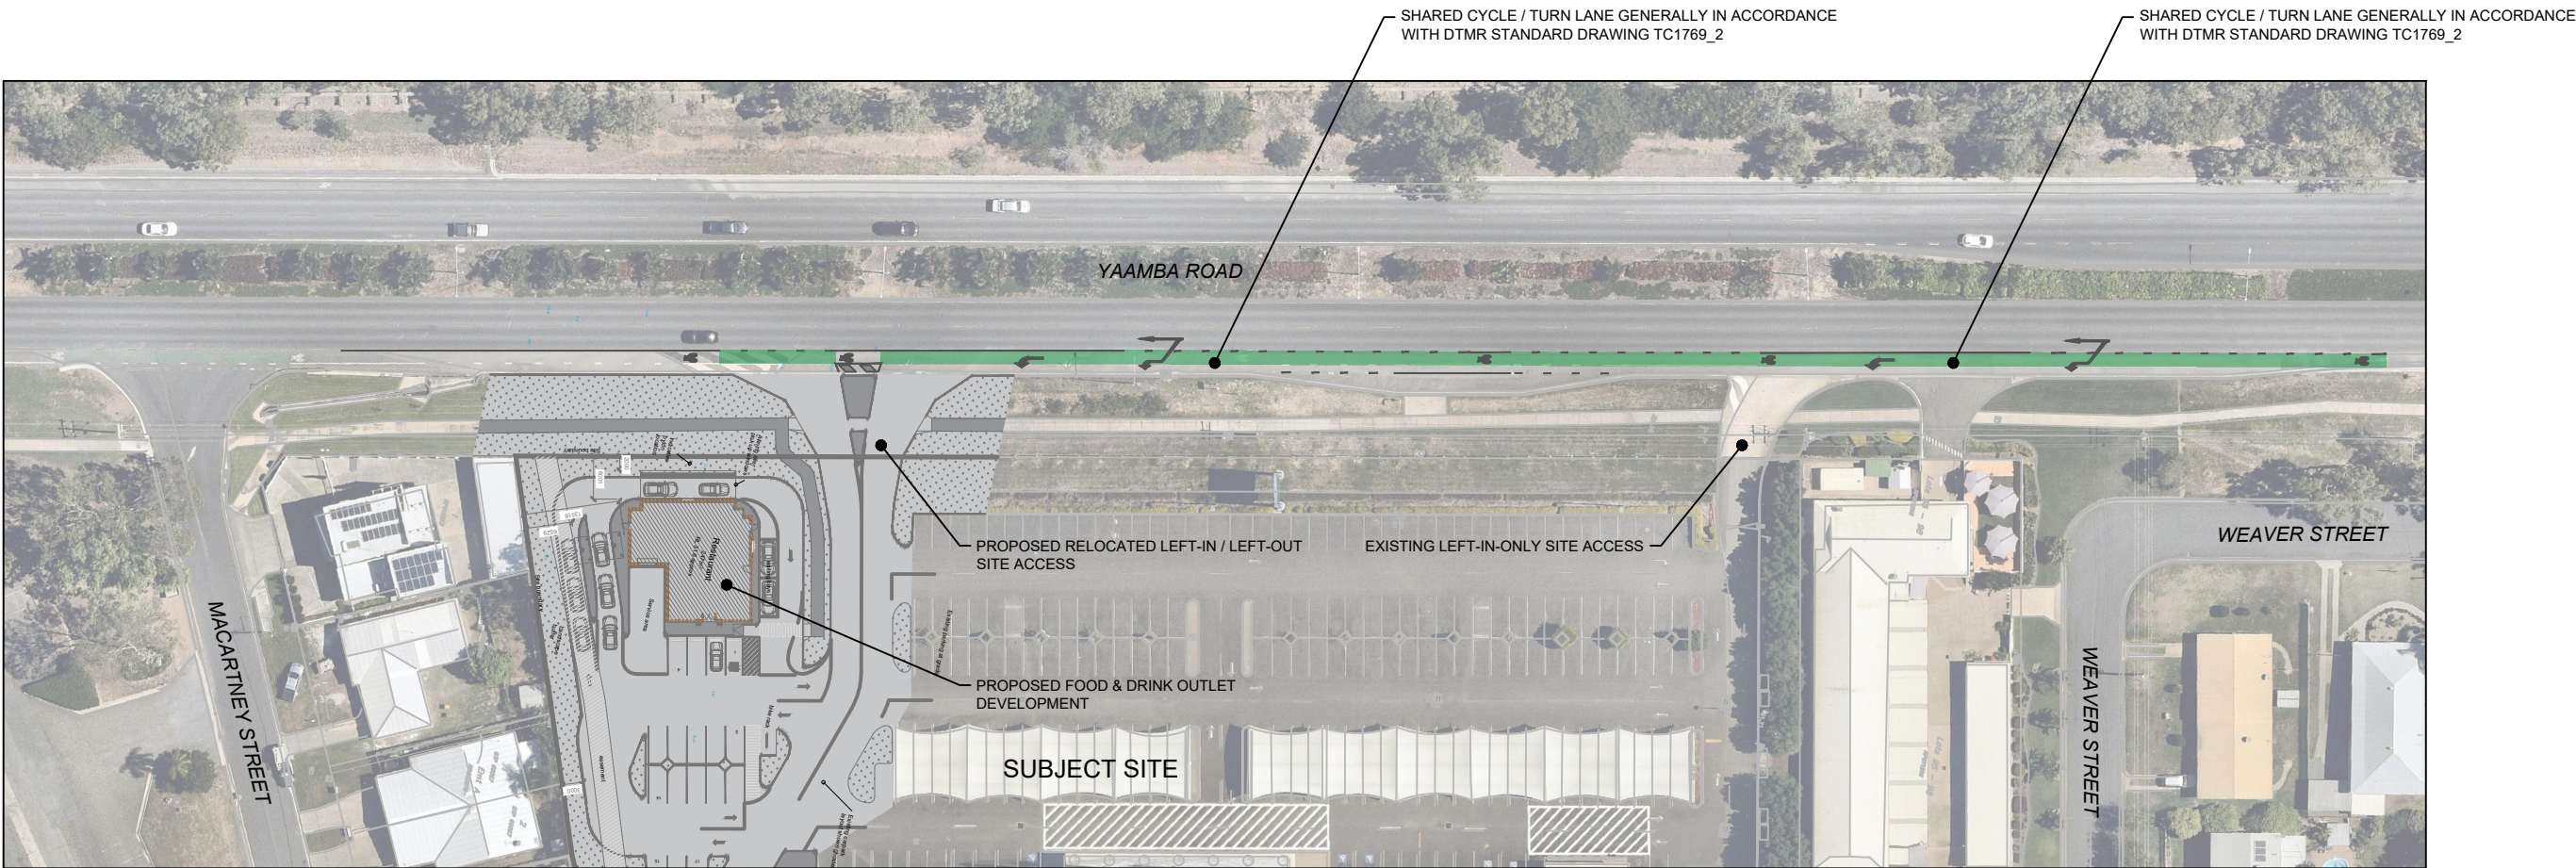 SHARED CYCLE / TURN LANE GENERALLY IN ACCORDANCE
WITH DTMR STANDARD DRAWING TC1769_2
SHARED CYCLE / TURN LANE GENERALLY IN ACCORDANCE
WITH DTMR STANDARD DRAWING TC1769_2
YAAMBA ROAD
PROPOSED RELOCATED LEFT-IN / LEFT-OUT
SITE ACCESS
EXISTING LEFT-IN-ONLY SITE ACCESS
WEAVER STREET
MACARTNEY STREET
Restaurant
Service area
PROPOSED FOOD & DRINK OUTLET
DEVELOPMENT
WEAVER STREET
SUBJECT SITE